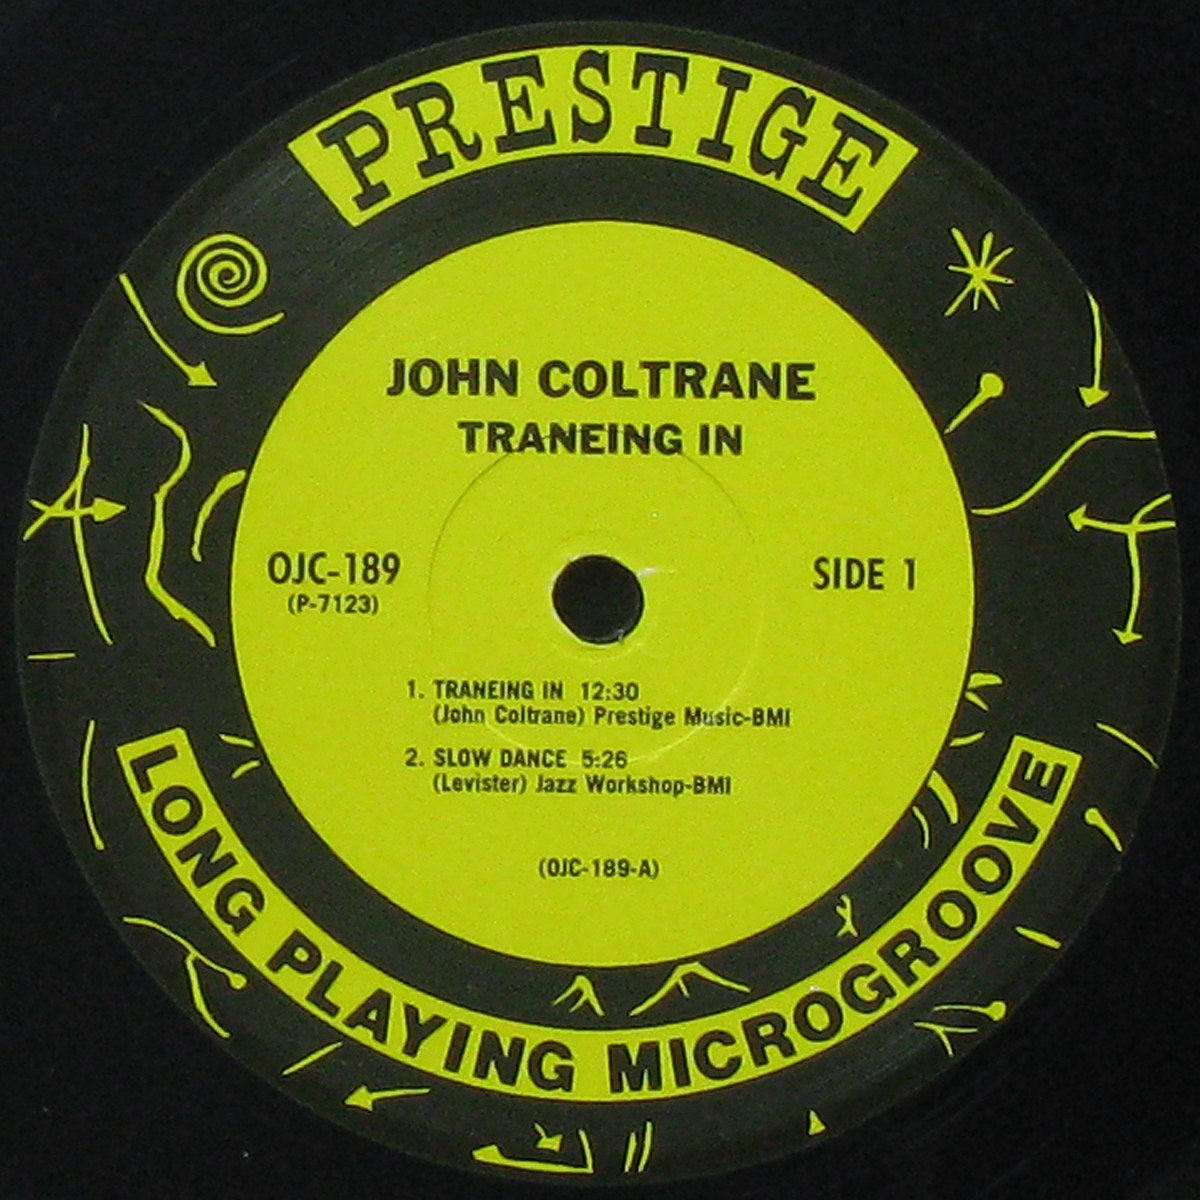 PRESTIGE
JOHN COLTRANE
TRANEING IN
OJC-189
(P-7123)
SIDE 1
1. TRANEING IN 12:30
(John Coltrane) Prestige Music-BMI
2. SLOW DANCE 5:26
(Levister) Jazz Workshop-BMI
(OJC-189-A)
LONG PLAYING MICROGROOVE